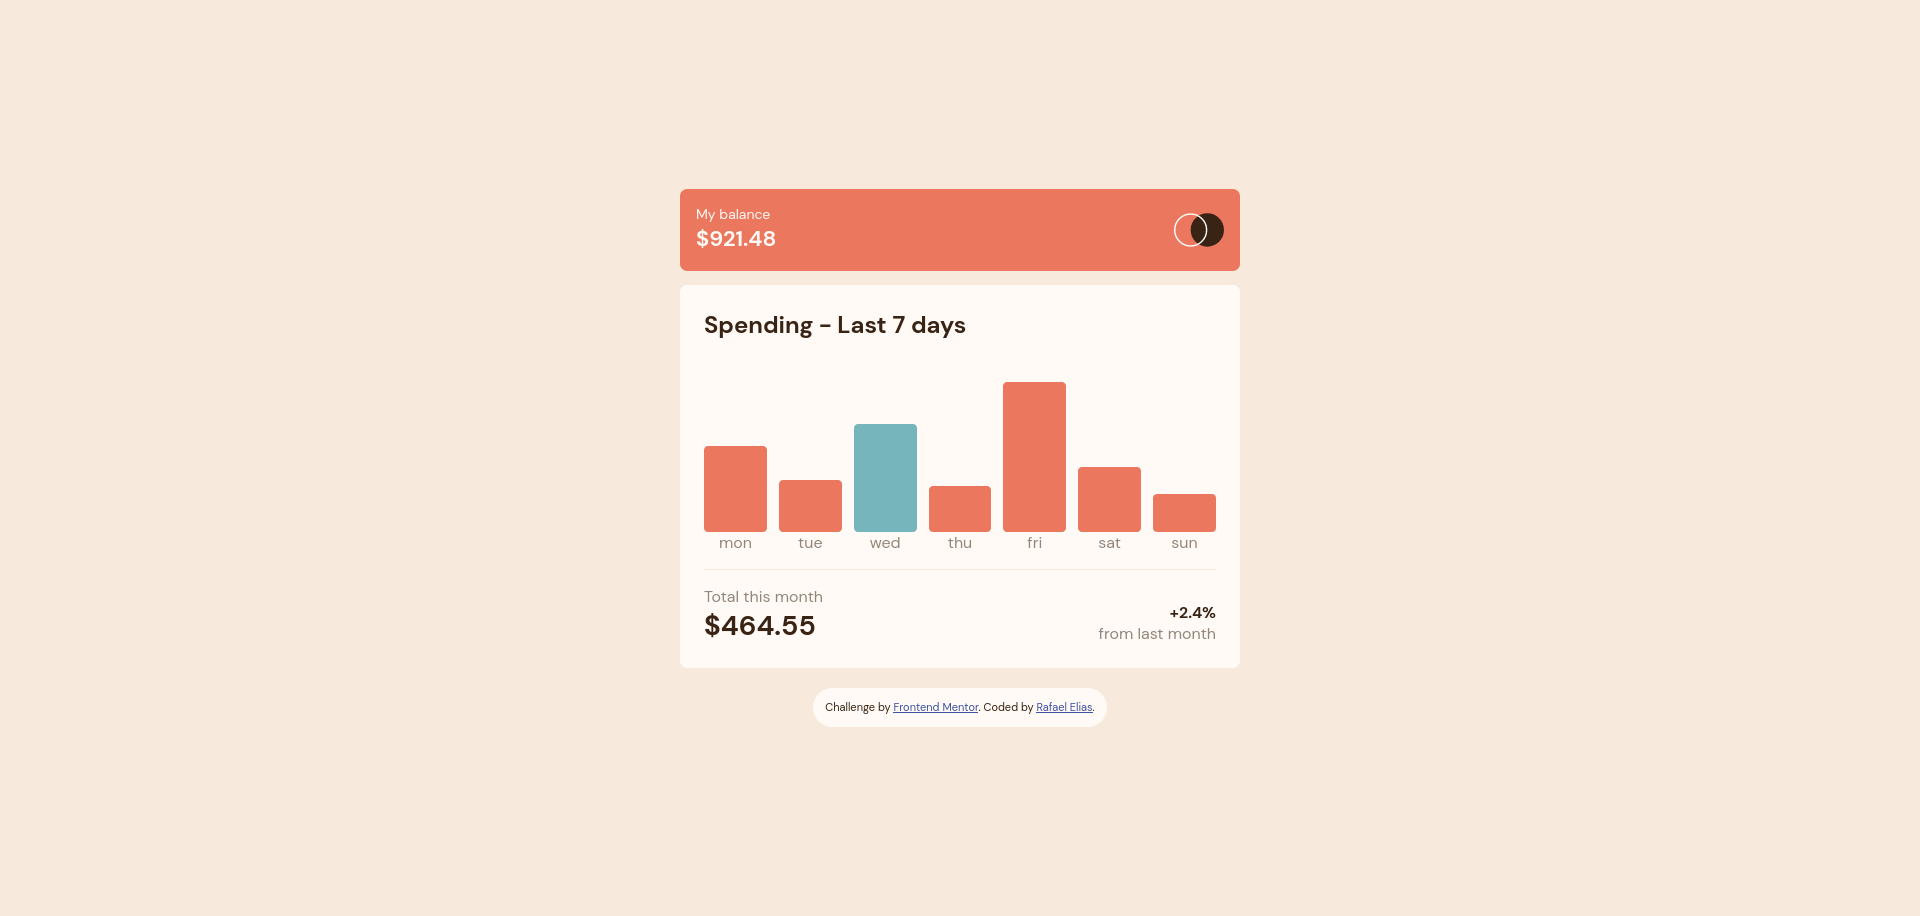 My balance
$921.48
Spending - Last 7 days
mon tue wed thu fri sat sun
Total this month
$464.55
+2.4%
from last month
Challenge by Frontend Mentor. Coded by Rafael Elias.